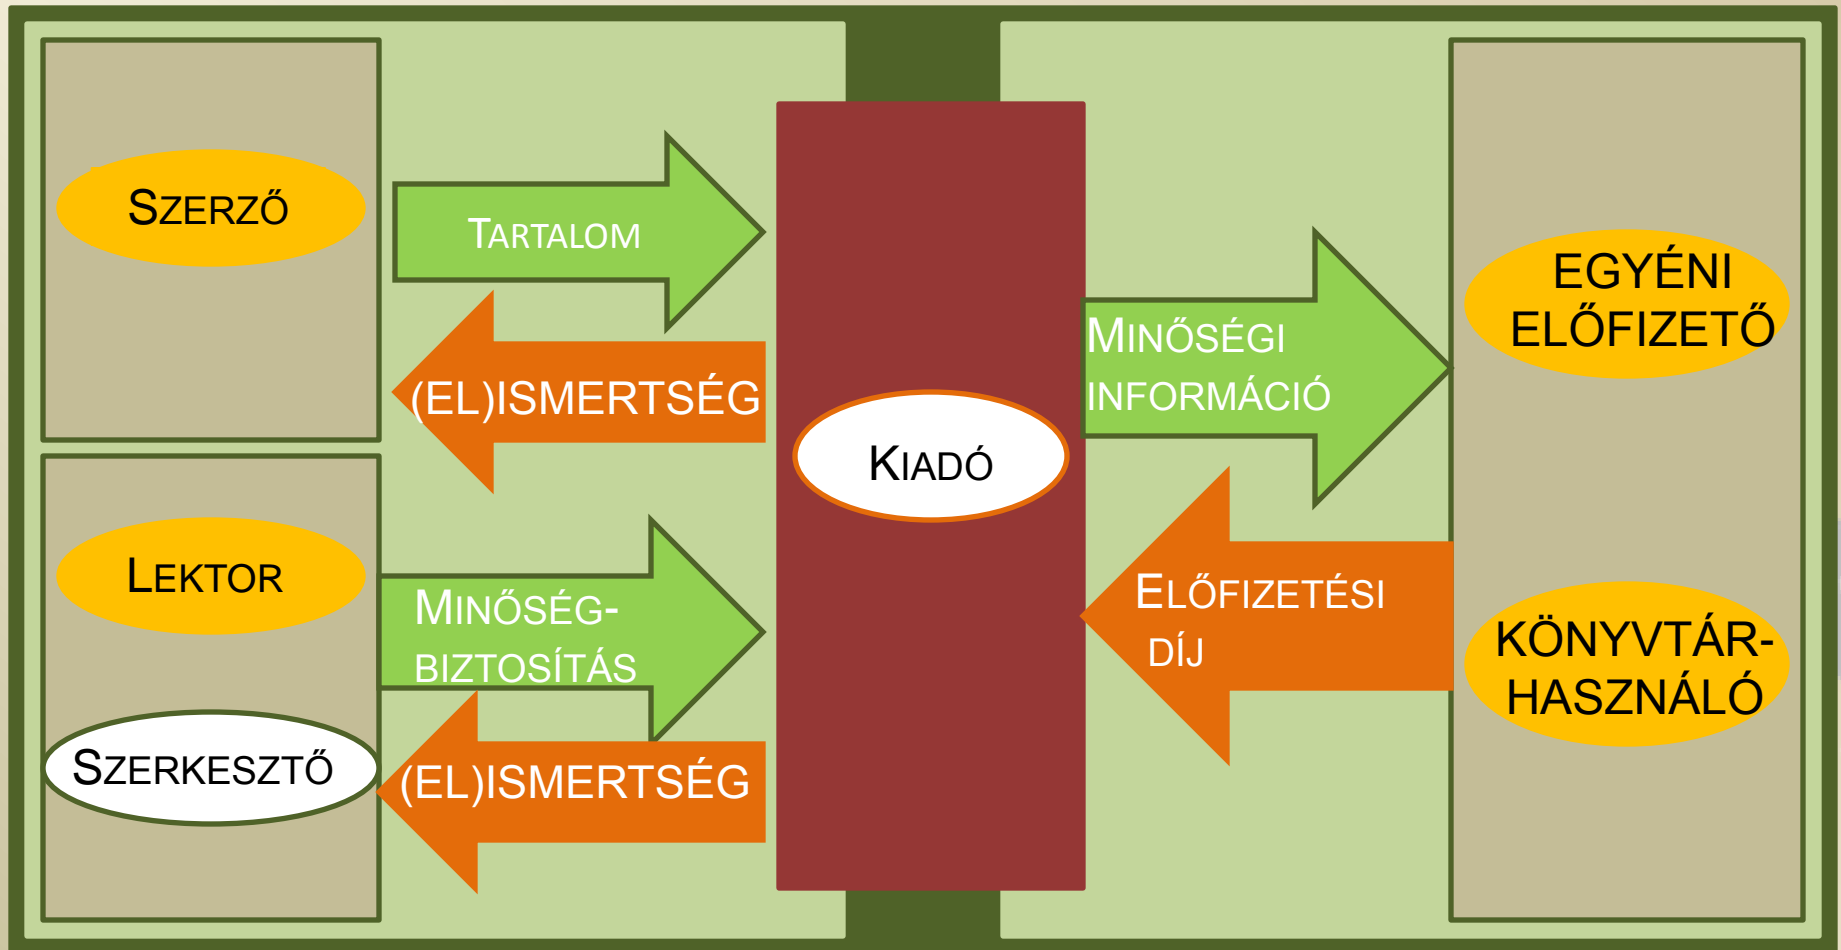 Szerző
Tartalom
(EL)ISMERTSÉG
Lektor
Minőség-
biztosítás
Szerkesztő
(EL)ISMERTSÉG
Kiadó
Minőségi
információ
Előfizetési
díj
EGYÉNI
ELŐFIZETŐ
KÖNYVTÁR-
HASZNÁLÓ